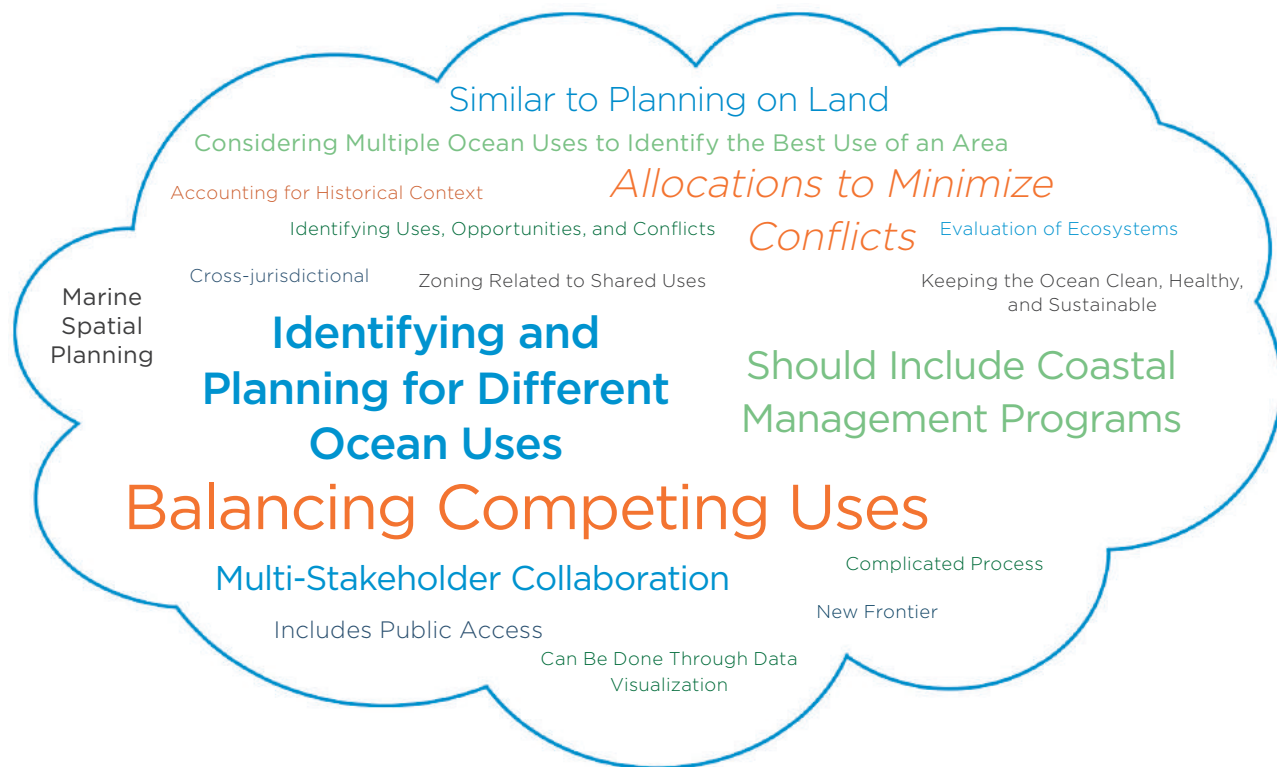 Similar to Planning on Land
Considering Multiple Ocean Uses to Identify the Best Use of an Area
Accounting for Historical Context
Allocations to Minimize
Conflicts
Identifying Uses, Opportunities, and Conflicts
Evaluation of Ecosystems
Cross-jurisdictional
Zoning Related to Shared Uses
Keeping the Ocean Clean, Healthy,
and Sustainable
Marine
Spatial
Planning
Identifying and
Planning for Different
Ocean Uses
Should Include Coastal
Management Programs
Balancing Competing Uses
Multi-Stakeholder Collaboration
Complicated Process
New Frontier
Includes Public Access
Can Be Done Through Data
Visualization